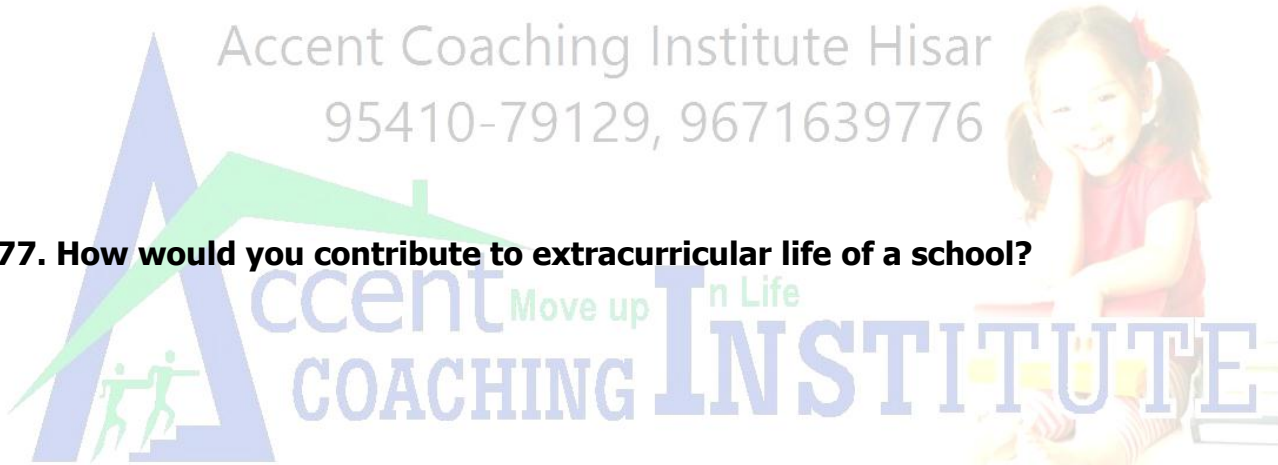 Accent Coaching Institute Hisar
95410-79129, 9671639776
77. How would you contribute to extracurricular life of a school?
Accent Move up In Life
COACHING INSTITUTE